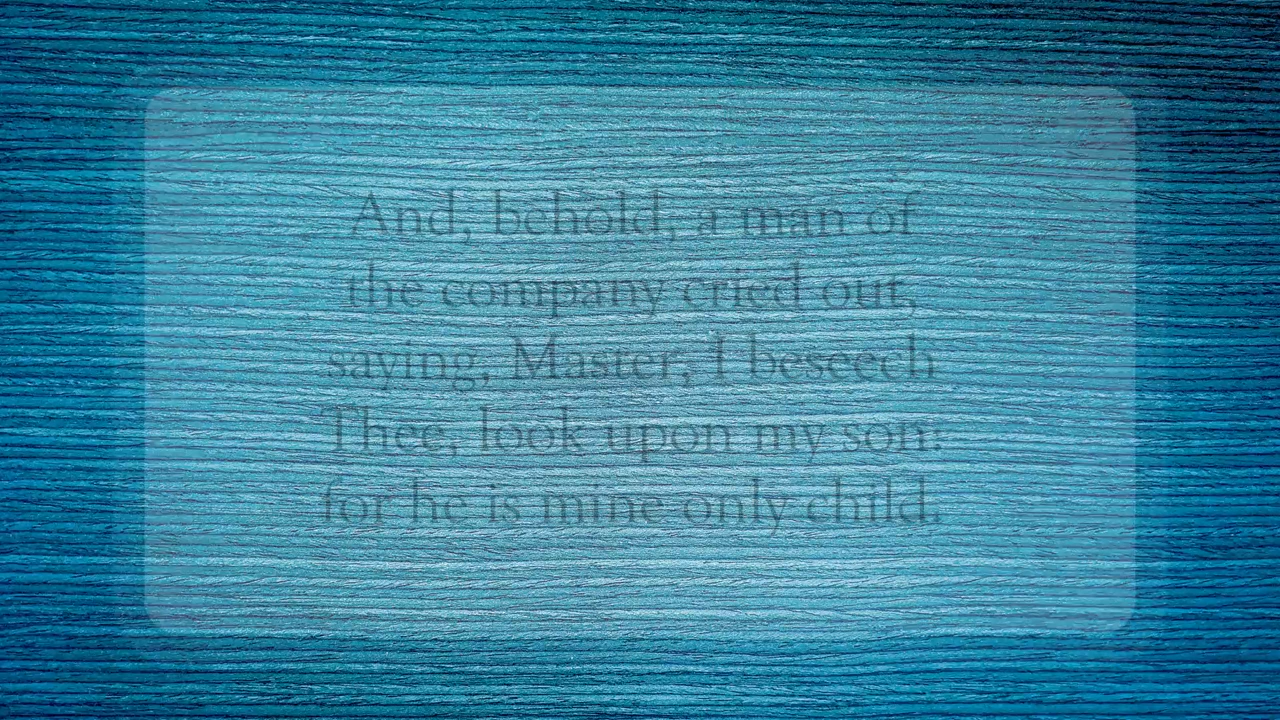 And, behold, a man of
the company cried out,
saying, Master, I beseech
Thee, look upon my son:
for he is mine only child.